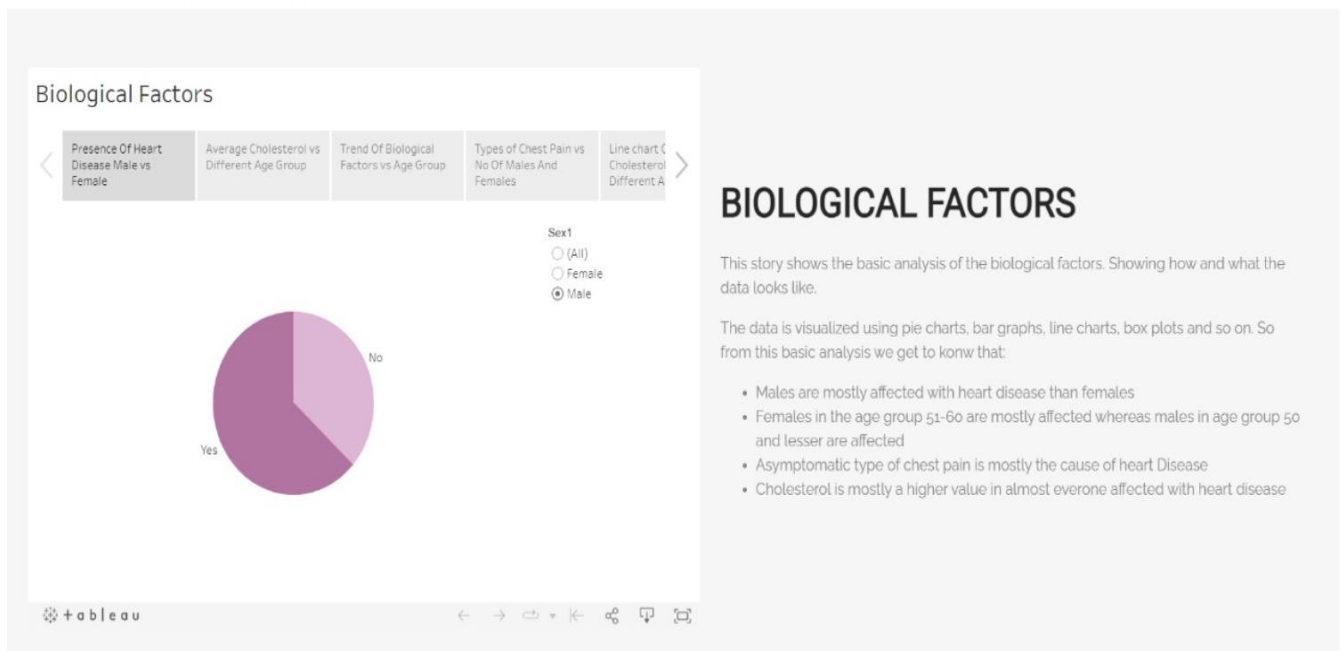 Biological Factors
Presence Of Heart
Disease Male vs
Female
Average Cholesterol vs
Different Age Group
Trend Of Biological
Factors vs Age Group
Types of Chest Pain vs
No Of Males And
Females
Line chart
Cholesterol
Different A
Sex1
(All)
Female
Male
No
Yes
+ a b | e a u
BIOLOGICAL FACTORS
This story shows the basic analysis of the biological factors. Showing how and what the
data looks like.
The data is visualized using pie charts, bar graphs, line charts, box plots and so on. So
from this basic analysis we get to konw that:
• Males are mostly affected with heart disease than females
• Females in the age group 51-60 are mostly affected whereas males in age group 50
and lesser are affected
• Asymptomatic type of chest pain is mostly the cause of heart Disease
• Cholesterol is mostly a higher value in almost everone affected with heart disease